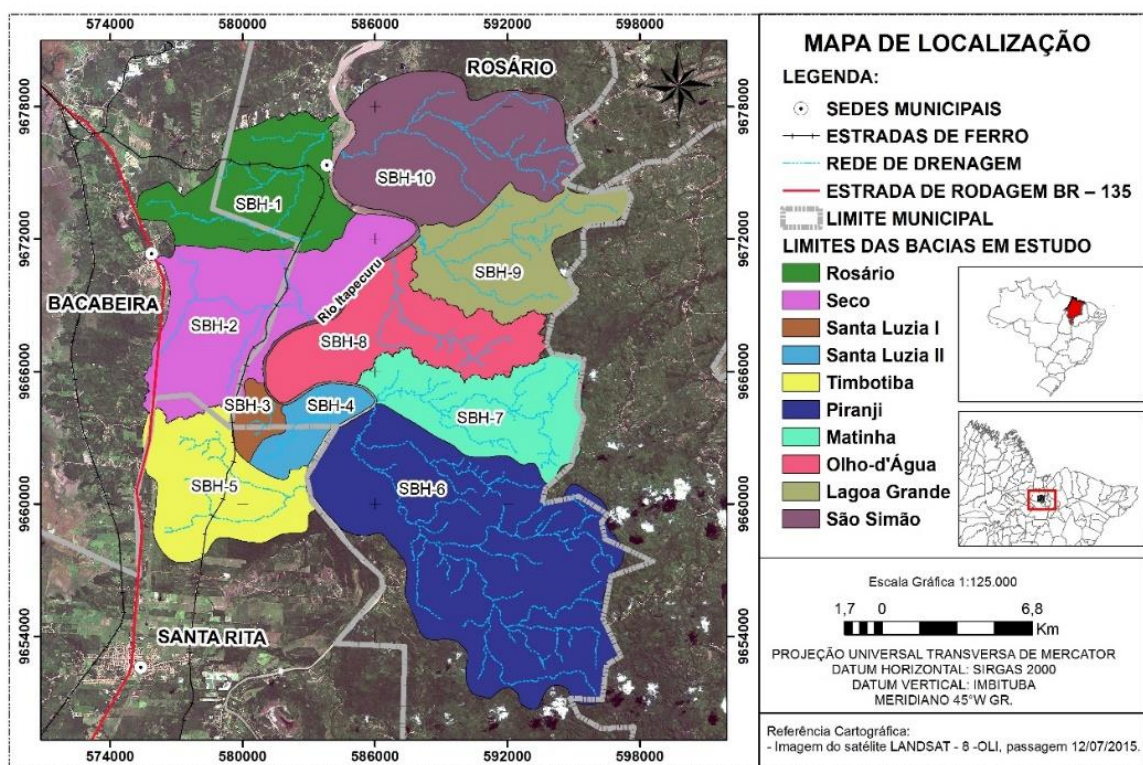 574000 580000 586000 592000 598000
ROSÁRIO
9678000 9678000
SBH-10
SBH-1
9672000 9672000
SBH-9
Rio Itapecuru
BACABEIRA
SBH-2
SBH-8
9666000 9666000
SBH-3
SBH-4
SBH-7
SBH-5
SBH-6
9660000 9660000
SANTA RITA
9654000 9654000
574000 580000 586000 592000 598000
MAPA DE LOCALIZAÇÃO
LEGENDA:
SEDES MUNICIPAIS
ESTRADAS DE FERRO
REDE DE DRENAGEM
ESTRADA DE RODAGEM BR – 135
LIMITE MUNICIPAL
LIMITES DAS BACIAS EM ESTUDO
Rosário
Seco
Santa Luzia I
Santa Luzia II
Timbotiba
Piranji
Matinha
Olho-d'Água
Lagoa Grande
São Simão
Escala Gráfica 1:125.000
1,7 0 6,8
Km
PROJEÇÃO UNIVERSAL TRANSVERSA DE MERCATOR
DATUM HORIZONTAL: SIRGAS 2000
DATUM VERTICAL: IMBITUBA
MERIDIANO 45°W GR.
Referência Cartográfica:
- Imagem do satélite LANDSAT - 8 -OLI, passagem 12/07/2015.